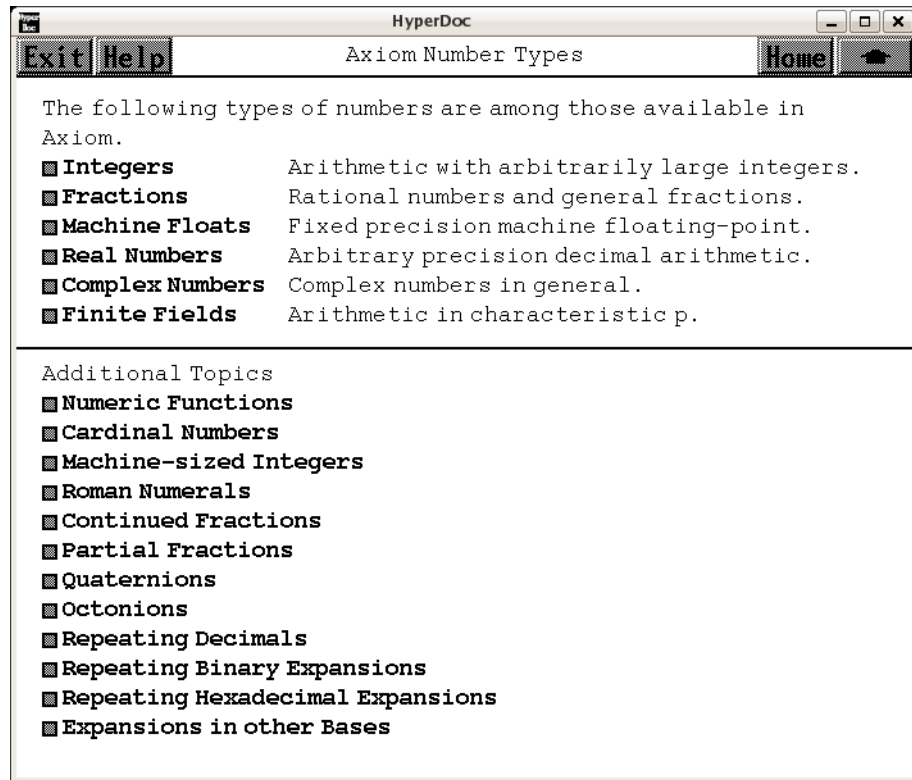 Hyper Doc
HyperDoc
Exit Help Axiom Number Types Home
The following types of numbers are among those available in
Axiom.
Integers Arithmetic with arbitrarily large integers.
Fractions Rational numbers and general fractions.
Machine Floats Fixed precision machine floating-point.
Real Numbers Arbitrary precision decimal arithmetic.
Complex Numbers Complex numbers in general.
Finite Fields Arithmetic in characteristic p.
Additional Topics
Numeric Functions
Cardinal Numbers
Machine-sized Integers
Roman Numerals
Continued Fractions
Partial Fractions
Quaternions
Octonions
Repeating Decimals
Repeating Binary Expansions
Repeating Hexadecimal Expansions
Expansions in other Bases